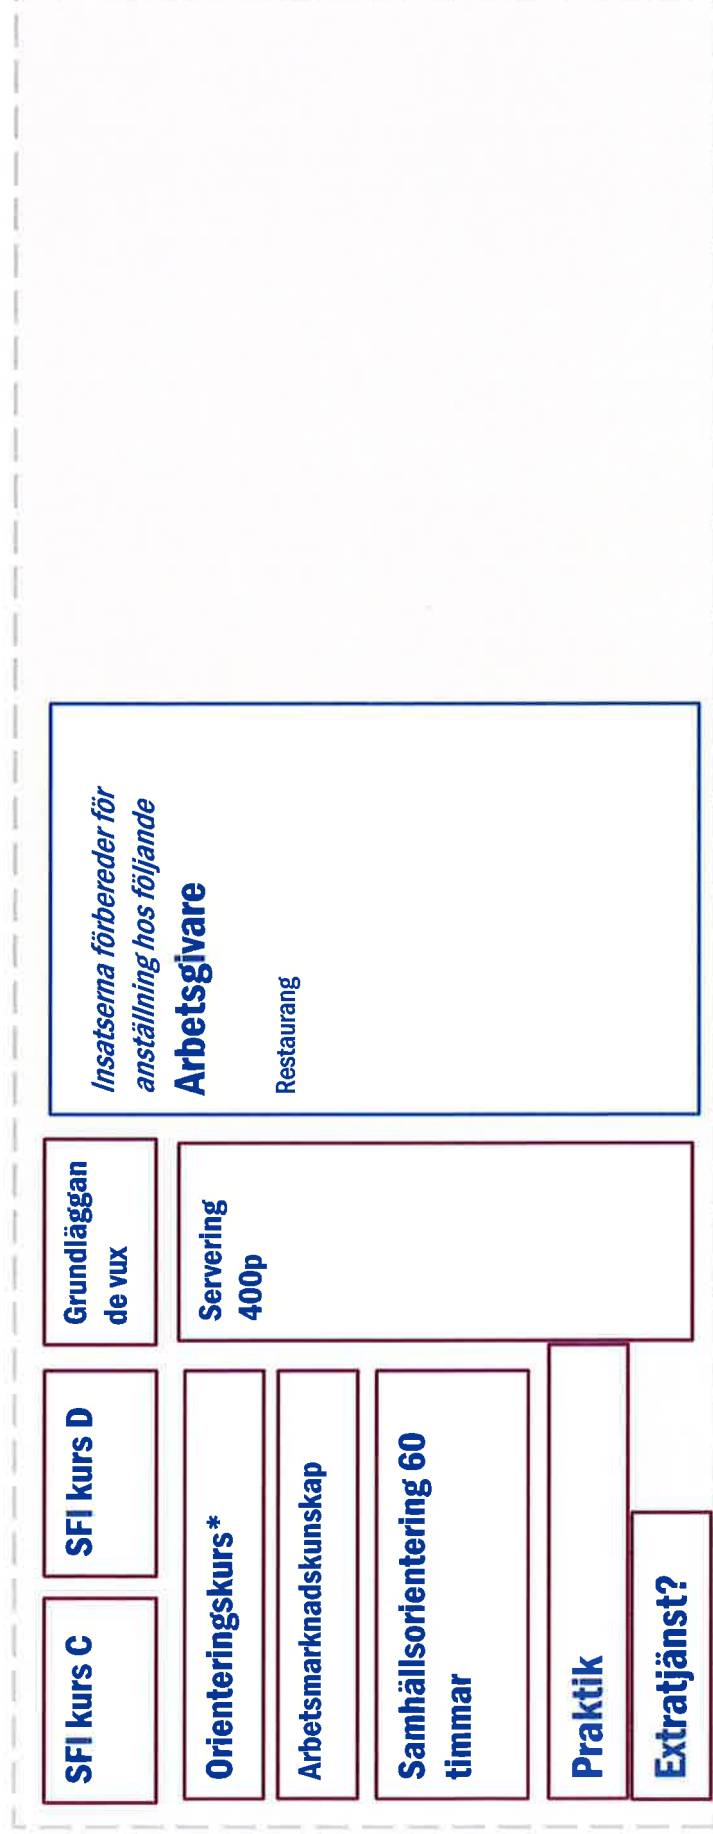 SFI kurs C
SFI kurs D
Grundläggan
de vux
Orienteringskurs*
Arbetsmarknadskunskap
Samhällsorientering 60
timmar
Praktik
Extratjänst?
Servering
400p
Insatserna förbereder för
anställning hos följande
Arbetsgivare
Restaurang